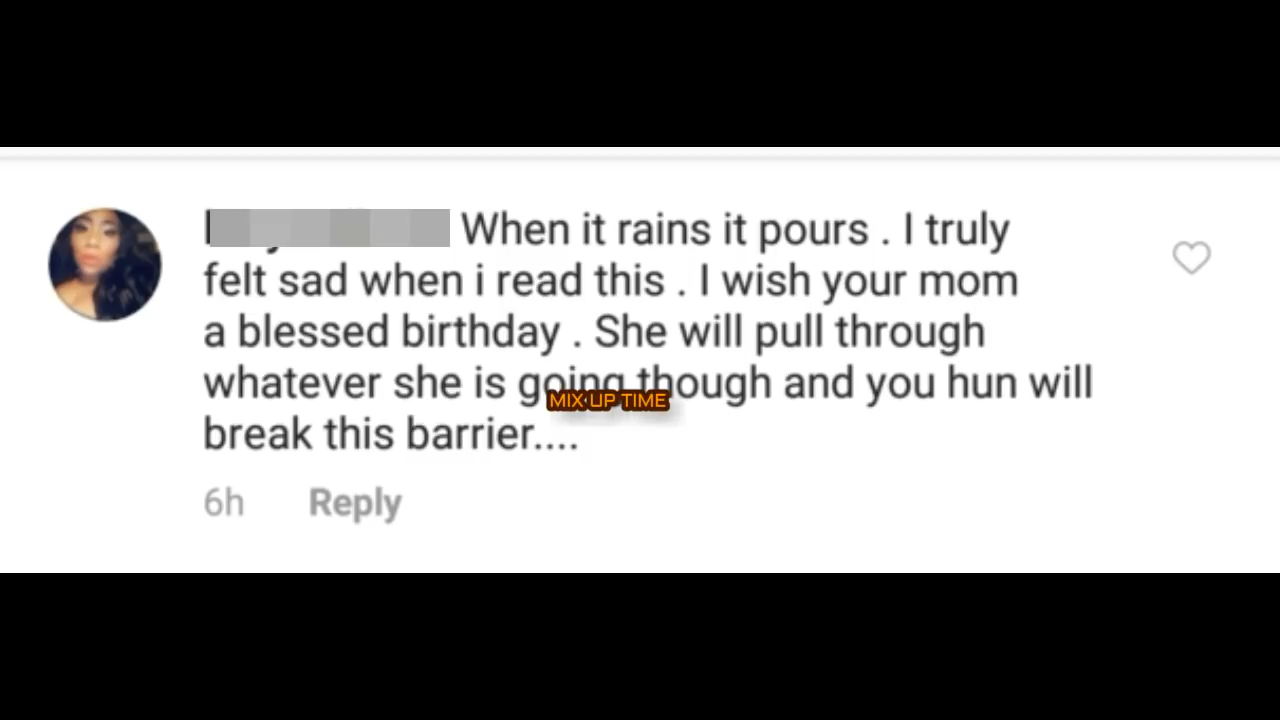 When it rains it pours . I truly
felt sad when i read this . I wish your mom
a blessed birthday . She will pull through
whatever she is going though and you hun will
MIX UP TIME
break this barrier....
6h Reply